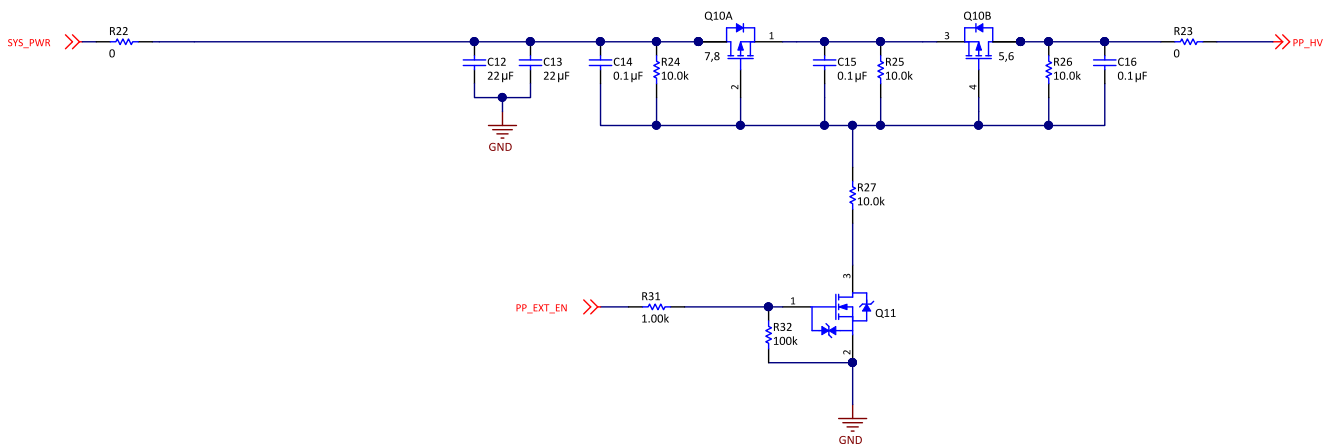 Q10A
Q10B
R22
R23
SYS_PWR
1
3
PP_HV
0
7,8
5,6
0
C12
22µF
C13
22µF
C14
0.1µF
R24
10.0k
C15
0.1µF
R25
10.0k
R26
10.0k
C16
0.1µF
2
4
GND
R27
10.0k
3
R31
1
PP_EXT_EN
1.00k
Q11
R32
100k
2
GND